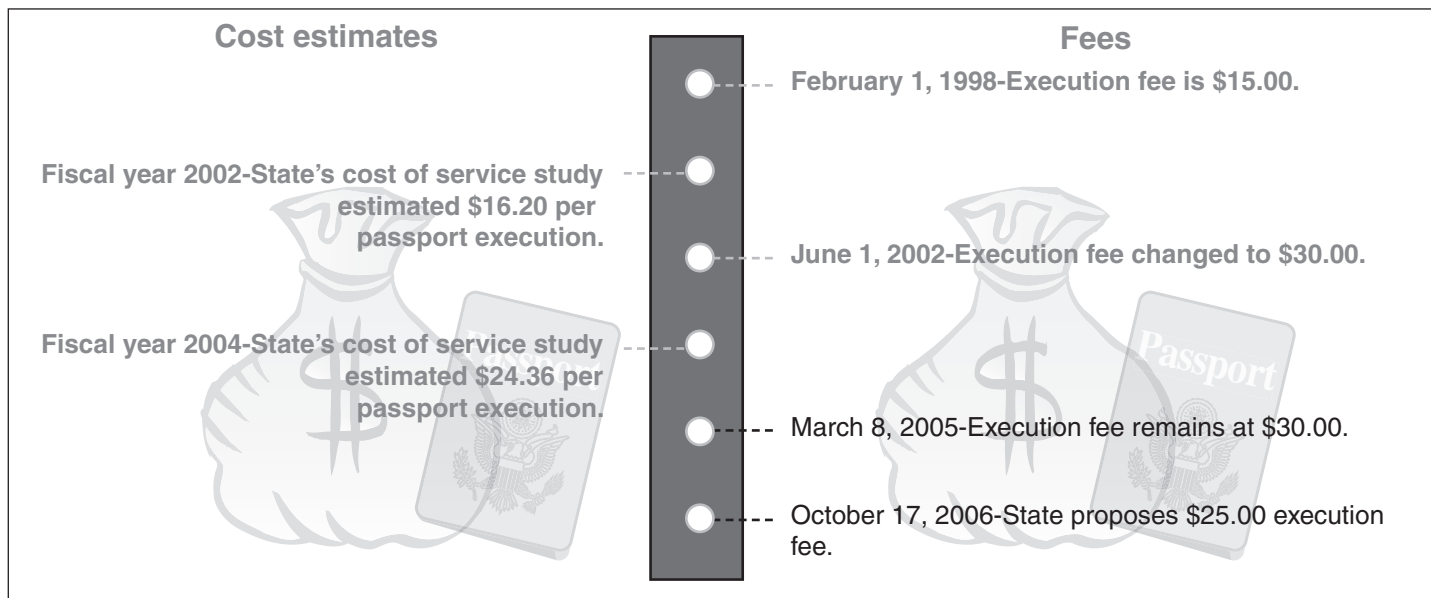 Cost estimates
Fees
February 1, 1998-Execution fee is $15.00.
Fiscal year 2002-State’s cost of service study
estimated $16.20 per
passport execution.
June 1, 2002-Execution fee changed to $30.00.
Fiscal year 2004-State’s cost of service study
estimated $24.36 per
passport execution.
March 8, 2005-Execution fee remains at $30.00.
October 17, 2006-State proposes $25.00 execution
fee.
$
Passport
$
Passport